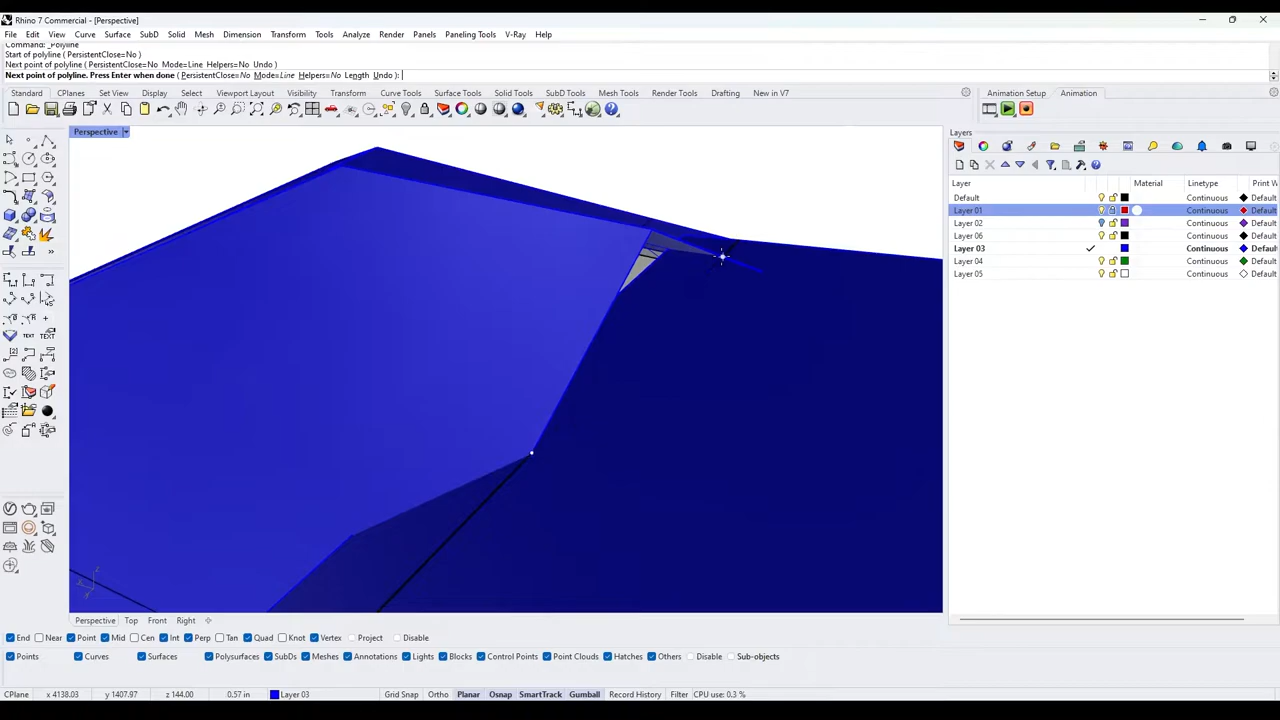 Rhino 7 Commercial - [Perspective]
File Edit View Curve Surface SubD Solid Mesh Dimension Transform Tools Analyze Render Panels Paneling Tools V-Ray Help
Command: _Polyline
Start of polyline ( PersistentClose=No )
Next point of polyline ( PersistentClose=No Mode=Line Helpers=No Undo )
Next point of polyline. Press Enter when done ( PersistentClose=No Mode=Line Helpers=No Length Undo ):
Standard CPlanes Set View Display Select Viewport Layout Visibility Transform Curve Tools Surface Tools Solid Tools SubD Tools Mesh Tools Render Tools Drafting New in V7 Animation Setup Animation
Perspective
Layers
Layer Material Linetype Print W
Default Continuous Default
Layer 01 Continuous Default
Layer 02 Continuous Default
Layer 06 Continuous Default
Layer 03 Continuous Default
Layer 04 Continuous Default
Layer 05 Continuous Default
TEXT TEXT
z
Perspective Top Front Right
End Near Point Mid Cen Int Perp Tan Quad Knot Vertex Project Disable
Points Curves Surfaces Polysurfaces SubDs Meshes Annotations Lights Blocks Control Points Point Clouds Hatches Others Disable Sub-objects
CPlane x 4138.03 y 1407.97 z 144.00 0.57 in Layer 03 Grid Snap Ortho Planar Osnap SmartTrack Gumball Record History Filter CPU use: 0.3 %